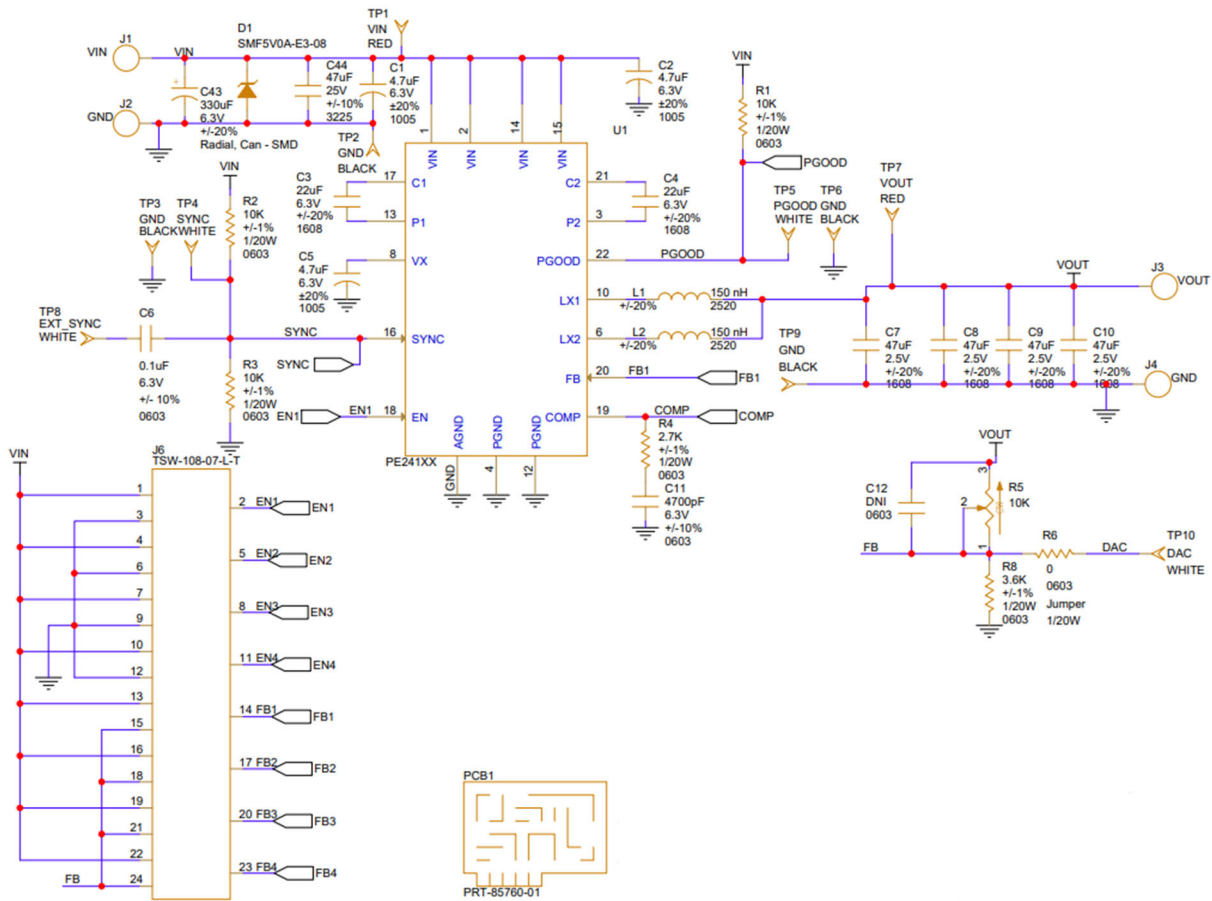 VIN
J1
VIN
J2
GND
C43
330uF
6.3V
+/-20%
Radial, Can - SMD
+
D1
SMF5V0A-E3-08
C44
47uF
25V
+/-10%
3225
C1
4.7uF
6.3V
±20%
1005
TP1
VIN
RED
TP2
GND
BLACK
C2
4.7uF
6.3V
±20%
1005
U1
1
2
14
15
VIN
VIN
VIN
VIN
VIN
R1
10K
+/-1%
1/20W
0603
PGOOD
TP5
PGOOD
WHITE
TP6
GND
BLACK
TP7
VOUT
RED
VIN
R2
10K
+/-1%
1/20W
0603
TP3
GND
BLACK
TP4
SYNC
WHITE
C3
22uF
6.3V
+/-20%
1608
17
C1
13
P1
C5
4.7uF
6.3V
±20%
1005
8
VX
C2
21
P2
3
C4
22uF
6.3V
+/-20%
1608
PGOOD
22
PGOOD
LX1
10
L1
+/-20%
150 nH
2520
LX2
6
L2
+/-20%
150 nH
2520
FB
20
FB1
FB1
COMP
19
COMP
COMP
TP8
EXT_SYNC
WHITE
C6
0.1uF
6.3V
+/- 10%
0603
SYNC
16
SYNC
SYNC
R3
10K
+/-1%
1/20W
0603
EN1
EN1
18
EN
AGND
PGND
PGND
GND
4
12
PE241XX
R4
2.7K
+/-1%
1/20W
0603
C11
4700pF
6.3V
+/-10%
0603
TP9
GND
BLACK
C7
47uF
2.5V
+/-20%
1608
C8
47uF
2.5V
+/-20%
1608
C9
47uF
2.5V
+/-20%
1608
C10
47uF
2.5V
+/-20%
1608
VOUT
J3
VOUT
J4
GND
VOUT
C12
DNI
0603
3
2
1
R5
10K
FB
R6
0
0603
Jumper
1/20W
DAC
TP10
DAC
WHITE
R8
3.6K
+/-1%
1/20W
0603
VIN
J6
TSW-108-07-L-T
1
3
4
6
7
9
10
12
13
15
16
18
19
21
22
24
FB
2 EN1
EN1
5 EN2
EN2
8 EN3
EN3
11 EN4
EN4
14 FB1
FB1
17 FB2
FB2
20 FB3
FB3
23 FB4
FB4
PCB1
PRT-85760-01